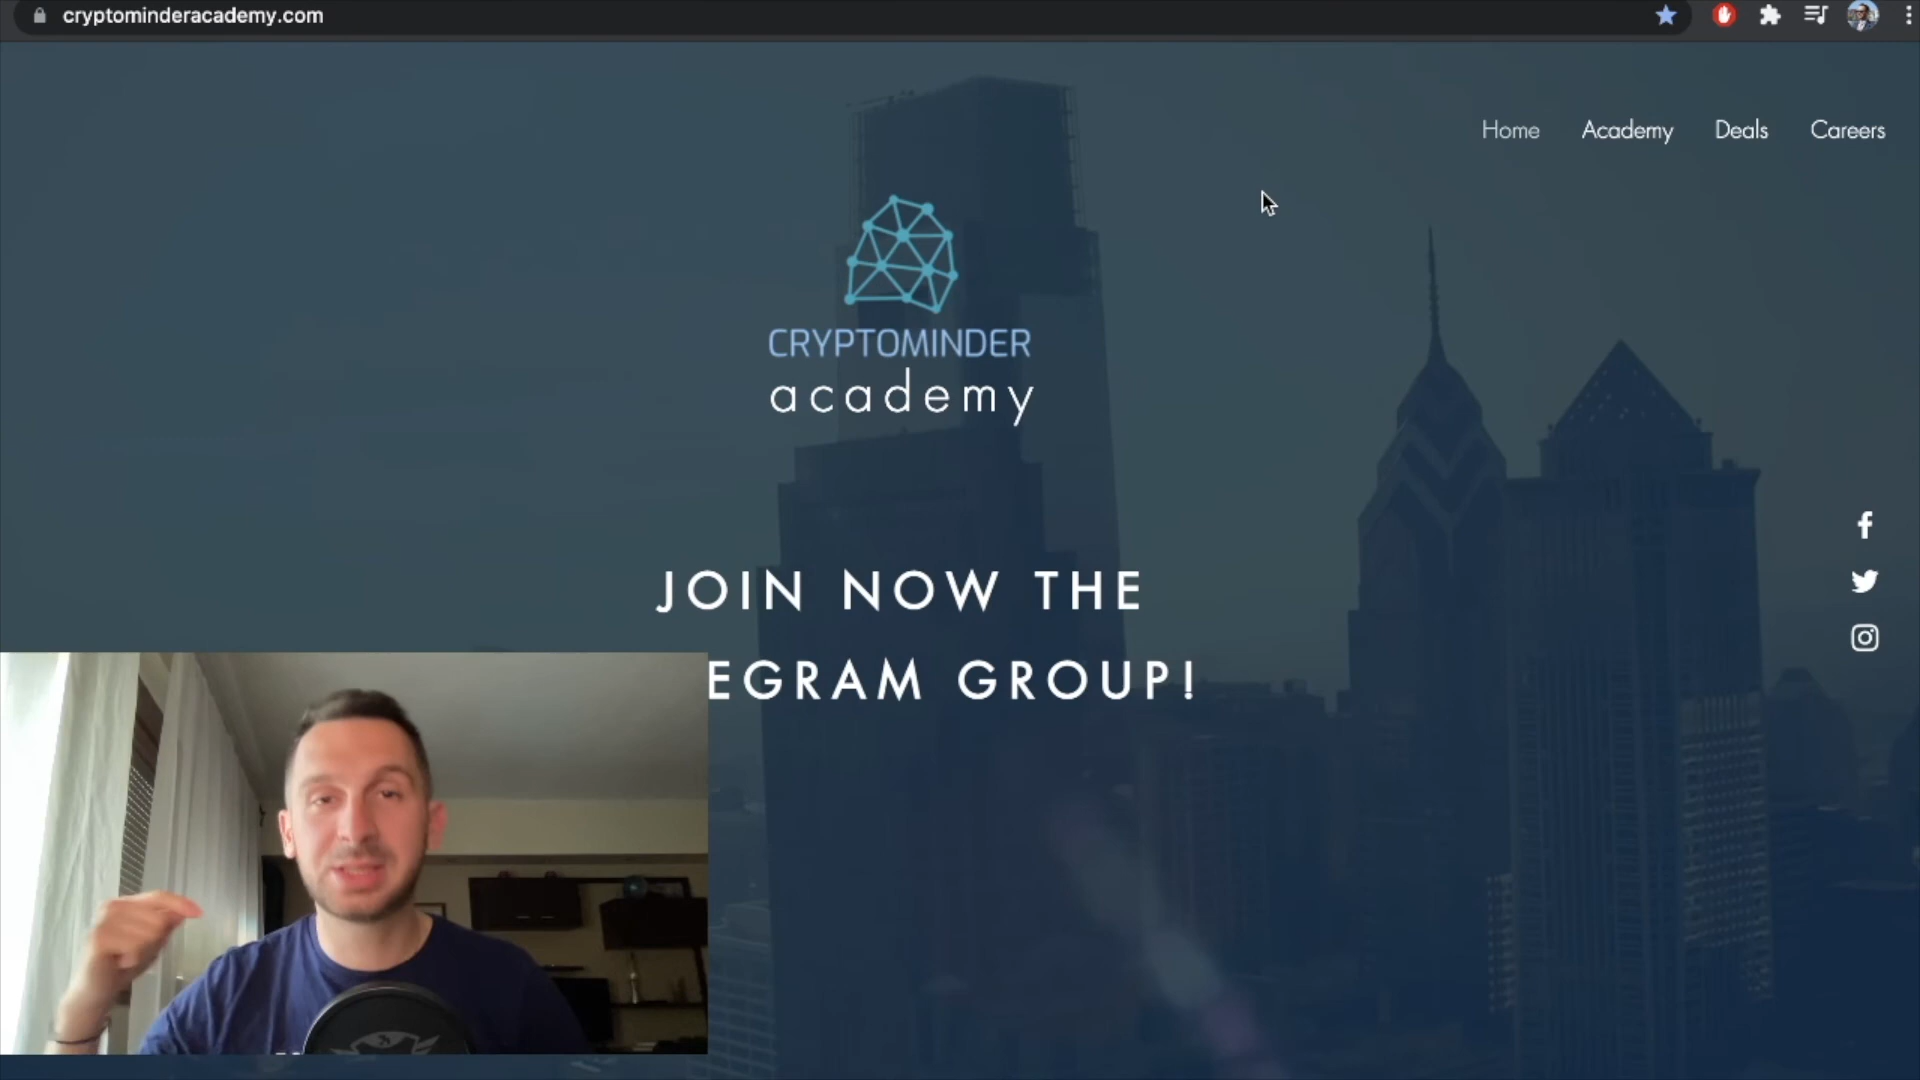 cryptominderacademy.com
Home Academy Deals Careers
CRYPTOMINDER
academy
JOIN NOW THE
EGRAM GROUP!